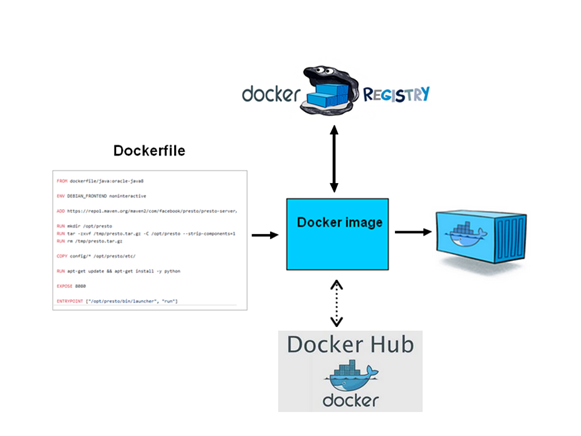 docker REGISTRY
Dockerfile
FROM dockerfile/java-oracle-java8
ENV DEBIAN_FRONTEND noninteractive
ADD https://repo1.maven.org/maven2/com/facebook/presto/presto-server.
RUN mkdir /opt/presto
RUN tar -zxvf /tmp/presto.tar.gz -C /opt/presto --strip-components=1
RUN rm /tmp/presto.tar.gz
COPY config/* /opt/presto/etc/
RUN apt-get update && apt-get install -y python
EXPOSE 8080
ENTRYPOINT ["/opt/presto/bin/launcher", "run"]
Docker image
Docker Hub
docker